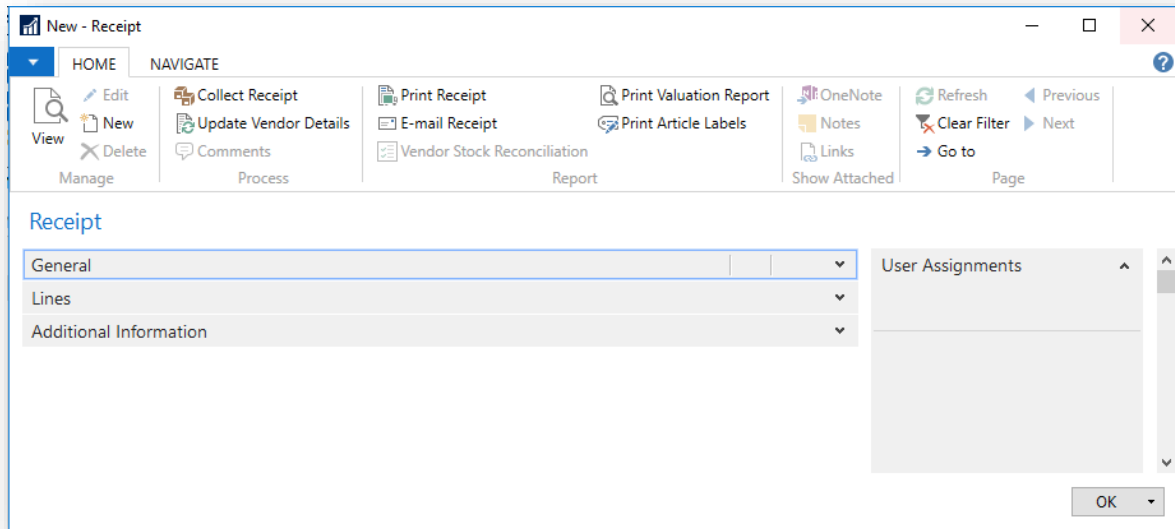 New - Receipt
HOME NAVIGATE
View
Edit
New
Delete
Manage
Collect Receipt
Update Vendor Details
Comments
Process
Print Receipt
E-mail Receipt
Vendor Stock Reconciliation
Print Valuation Report
Print Article Labels
Report
OneNote
Notes
Links
Show Attached
Refresh
Clear Filter
Go to
Previous
Next
Page
Receipt
General
Lines
Additional Information
User Assignments
OK